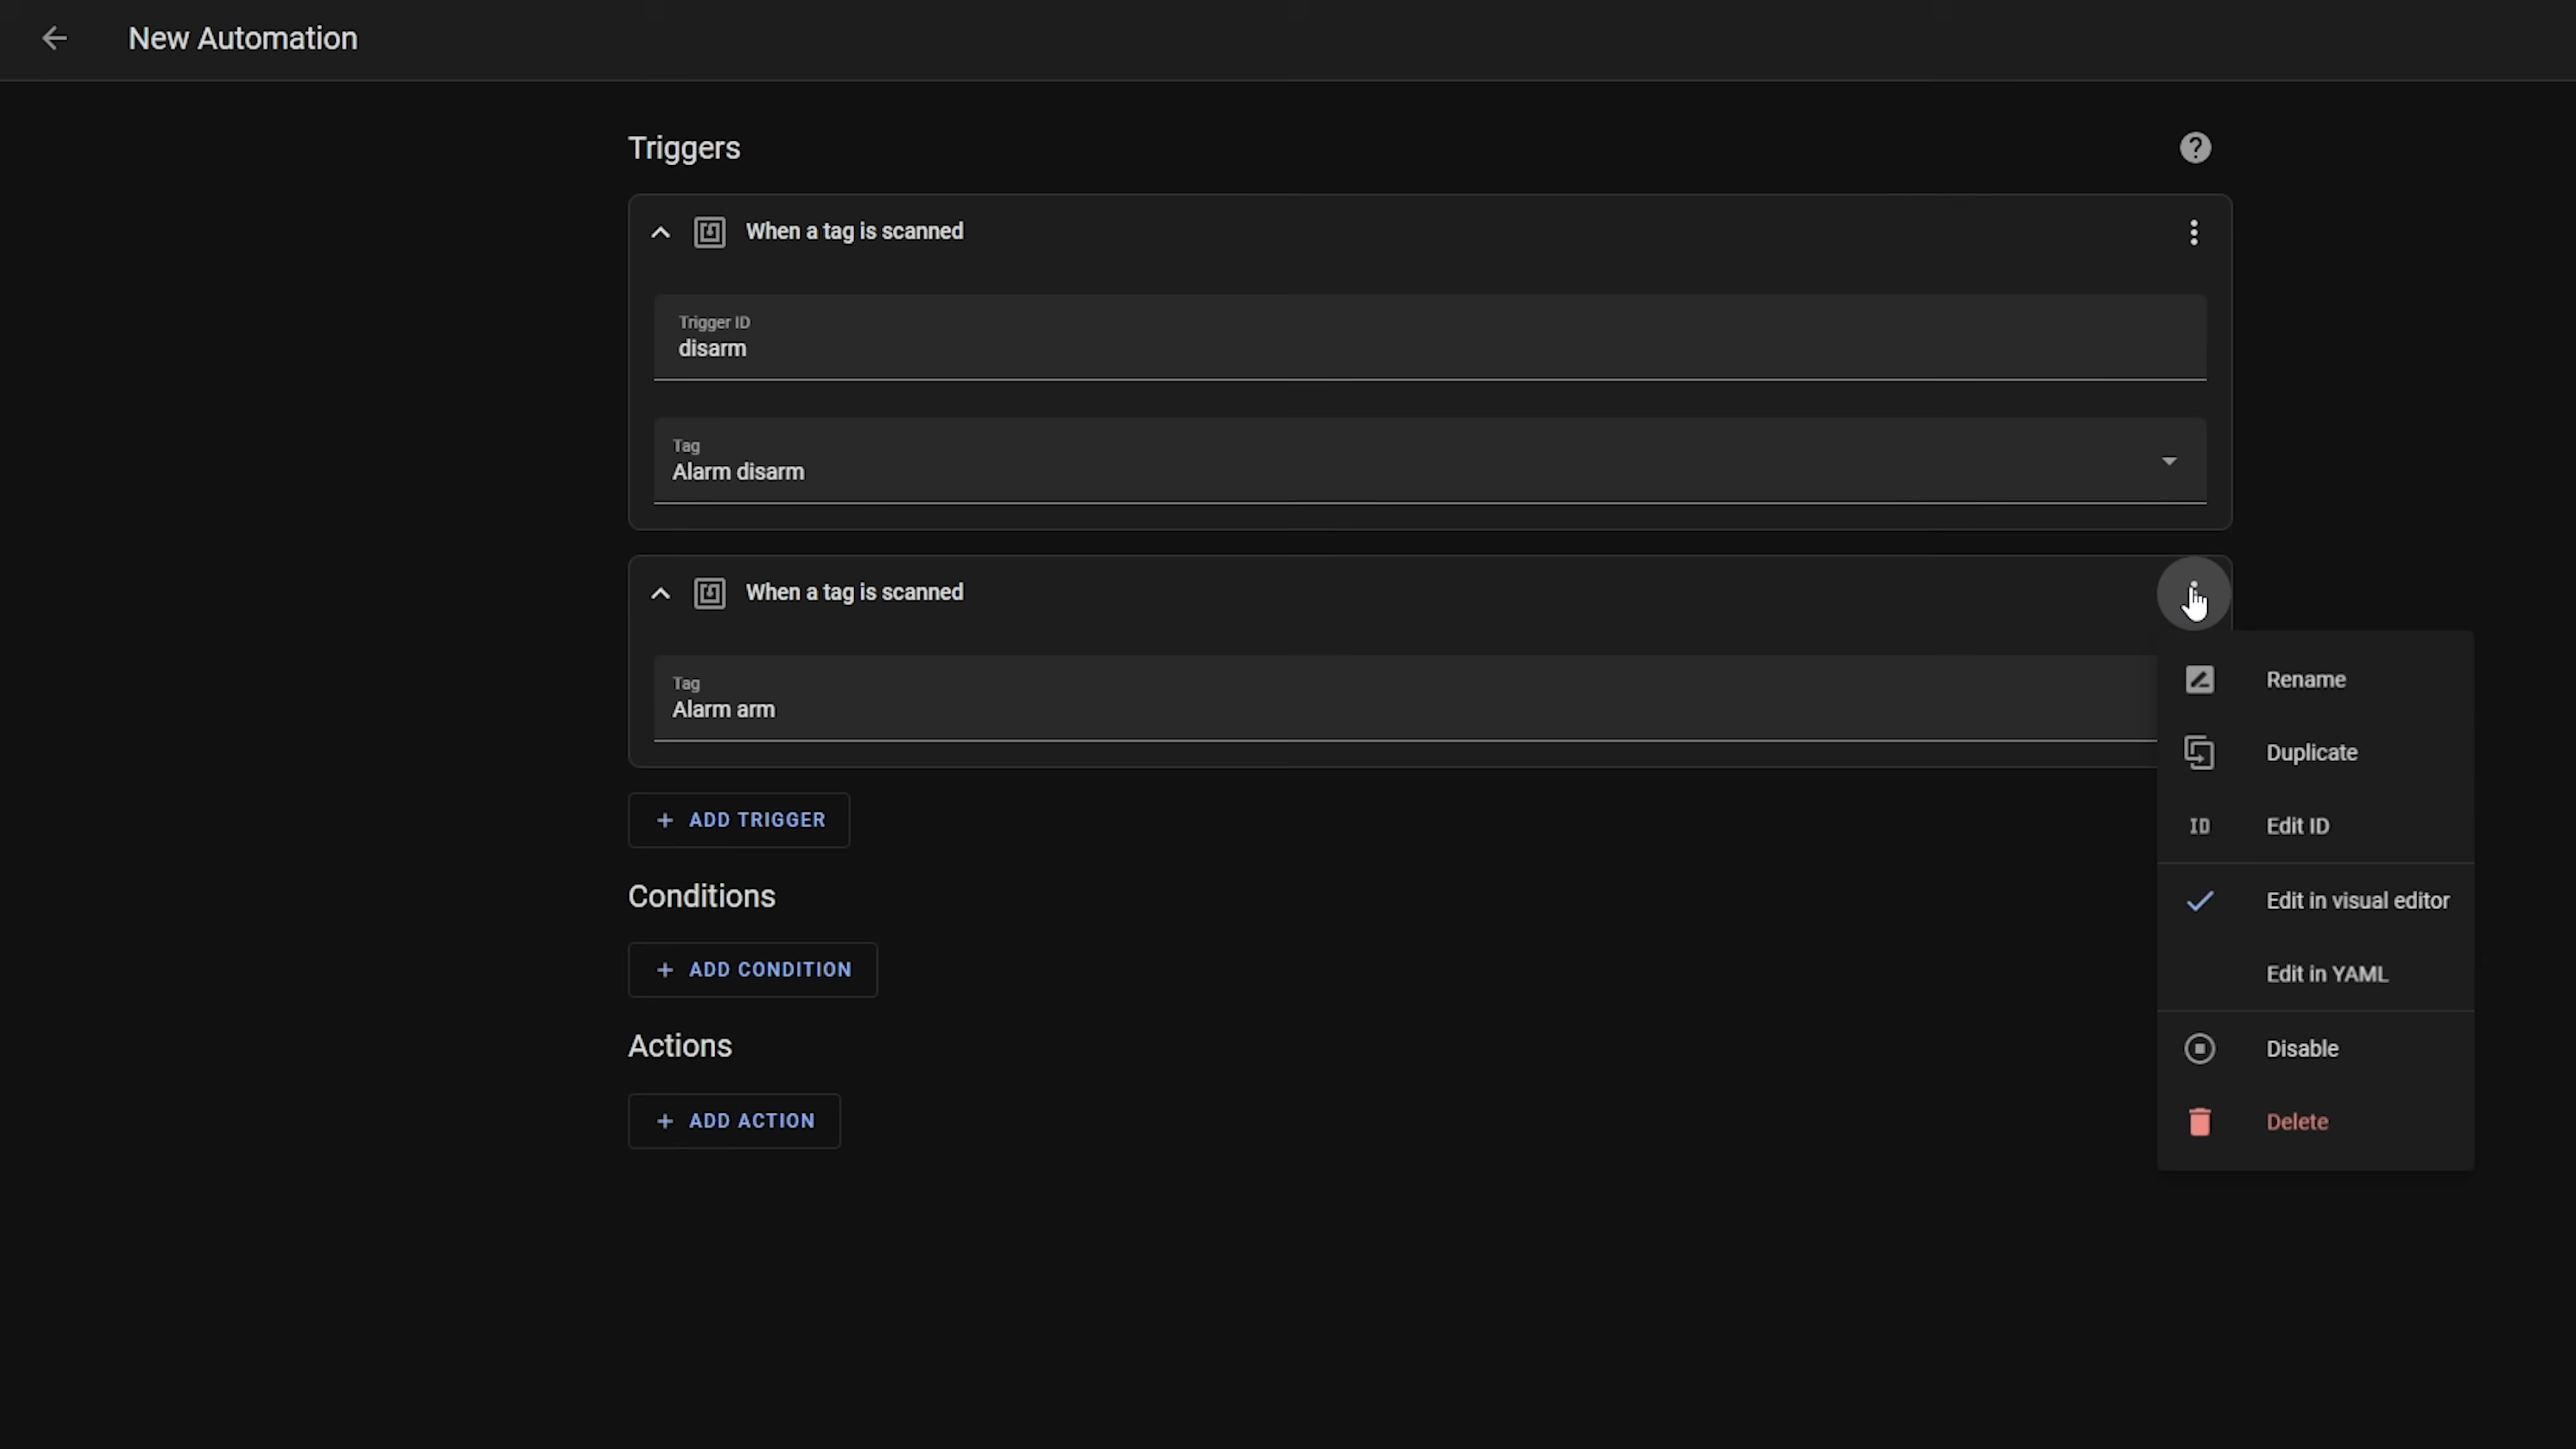 New Automation
Triggers
When a tag is scanned
Trigger ID
disarm
Tag
Alarm disarm
When a tag is scanned
Tag
Alarm arm
Rename
Duplicate
ID Edit ID
Edit in visual editor
Edit in YAML
Disable
Delete
+ ADD TRIGGER
Conditions
+ ADD CONDITION
Actions
+ ADD ACTION